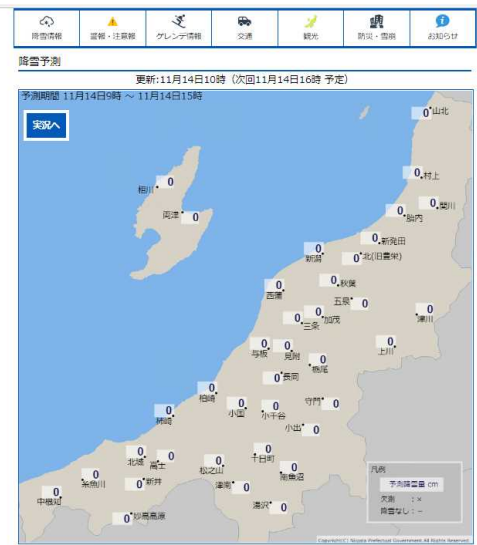 降雪情報
警報・注意報
ゲレンデ情報
交通
観光
防災・雪崩
お知らせ
降雪予測
更新:11月14日10時（次回11月14日16時 予定）
予測期間 11月14日9時 ～ 11月14日15時
実況へ
0 山北
0 村上
相川 0
0 関川
両津 0
0 胎内
0 新発田
0 新潟
0 北(旧豊栄)
0 西蒲
0 秋葉
五泉 0
0 三条
0 加茂
0 津川
0 与板
0 見附
0 上川
0 栃尾
0 長岡
0 柏崎
守門 0
0 柿崎
0 小国
0 小千谷
小出 0
0 北城
高士 0
0 十日町
0 松之山
0 糸魚川
0 新井
0 南魚沼
津南 0
0 中根知
湯沢 0
0 妙高高原
凡例
予測降雪量 cm
欠測 : ×
降雪なし : −
Copyright(C) Niigata Prefectual Government All Rights Reserved.